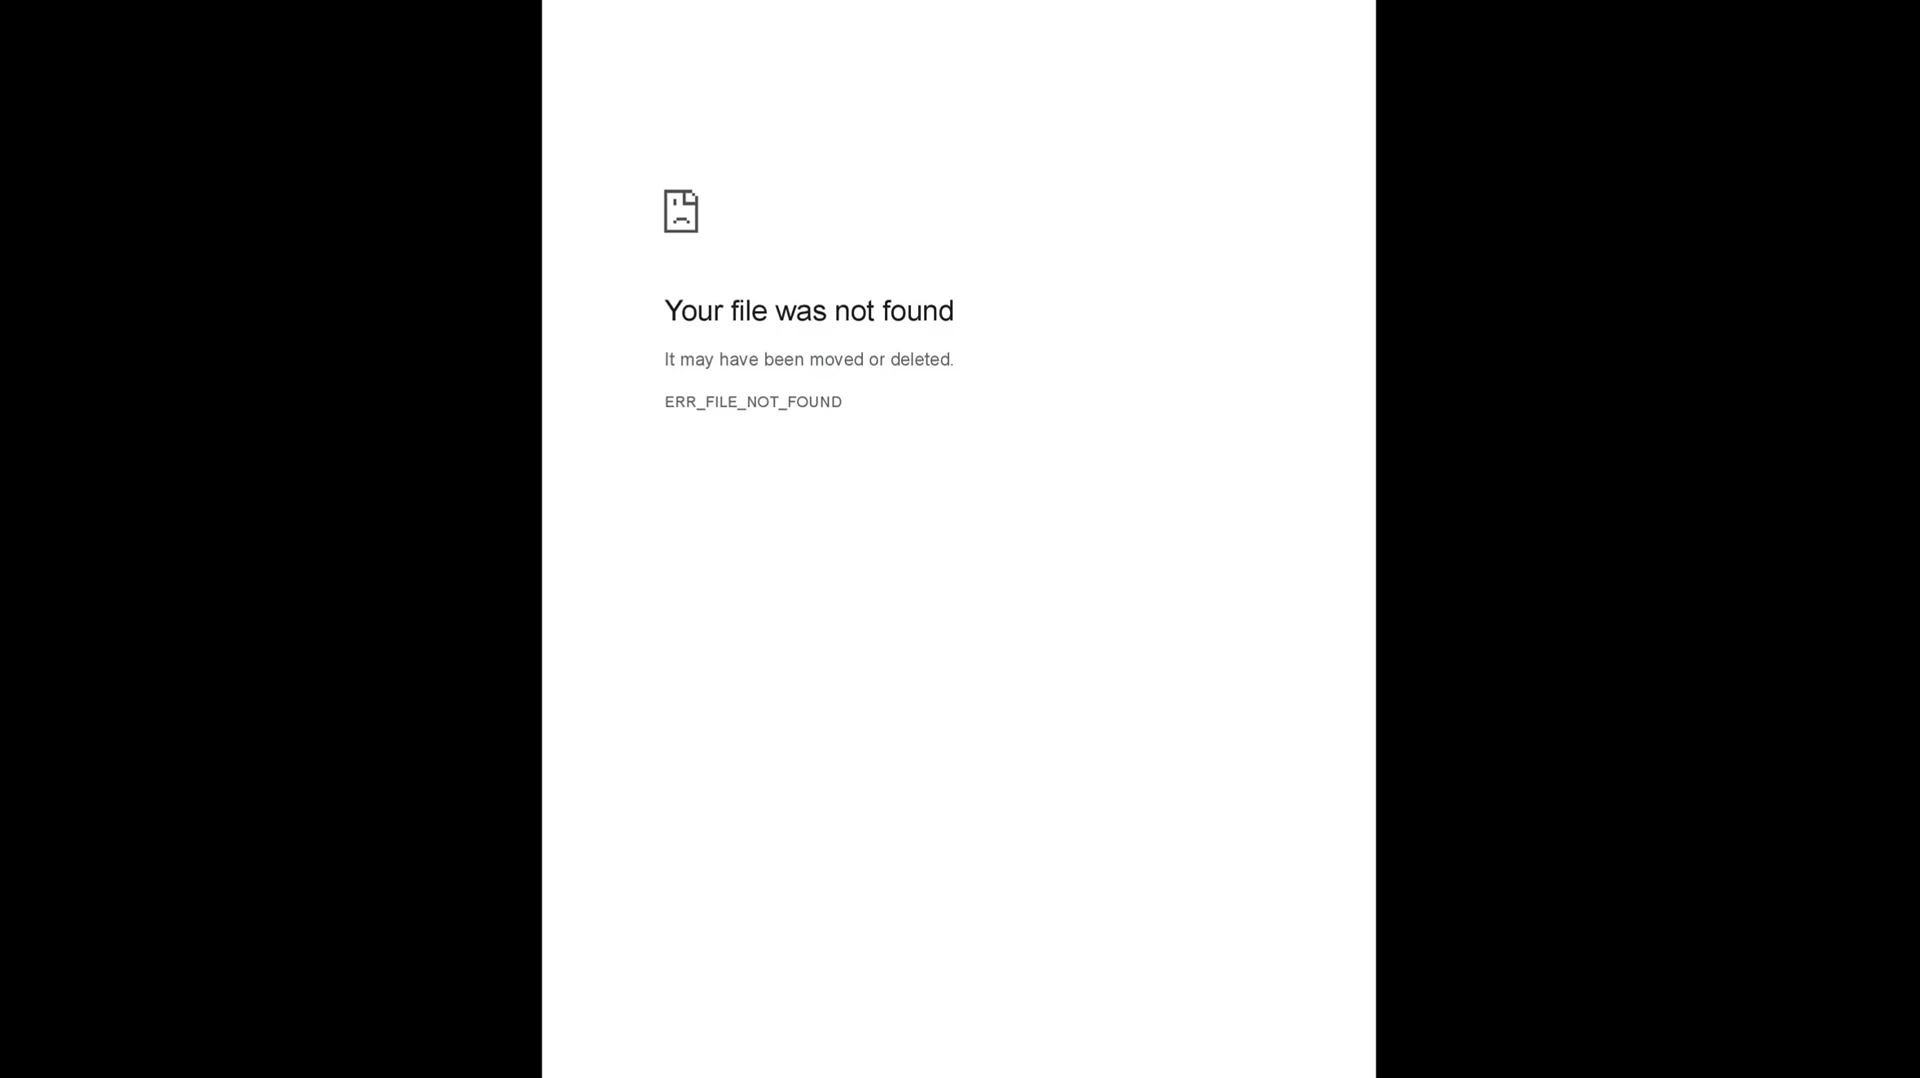 Your file was not found
It may have been moved or deleted.
ERR_FILE_NOT_FOUND